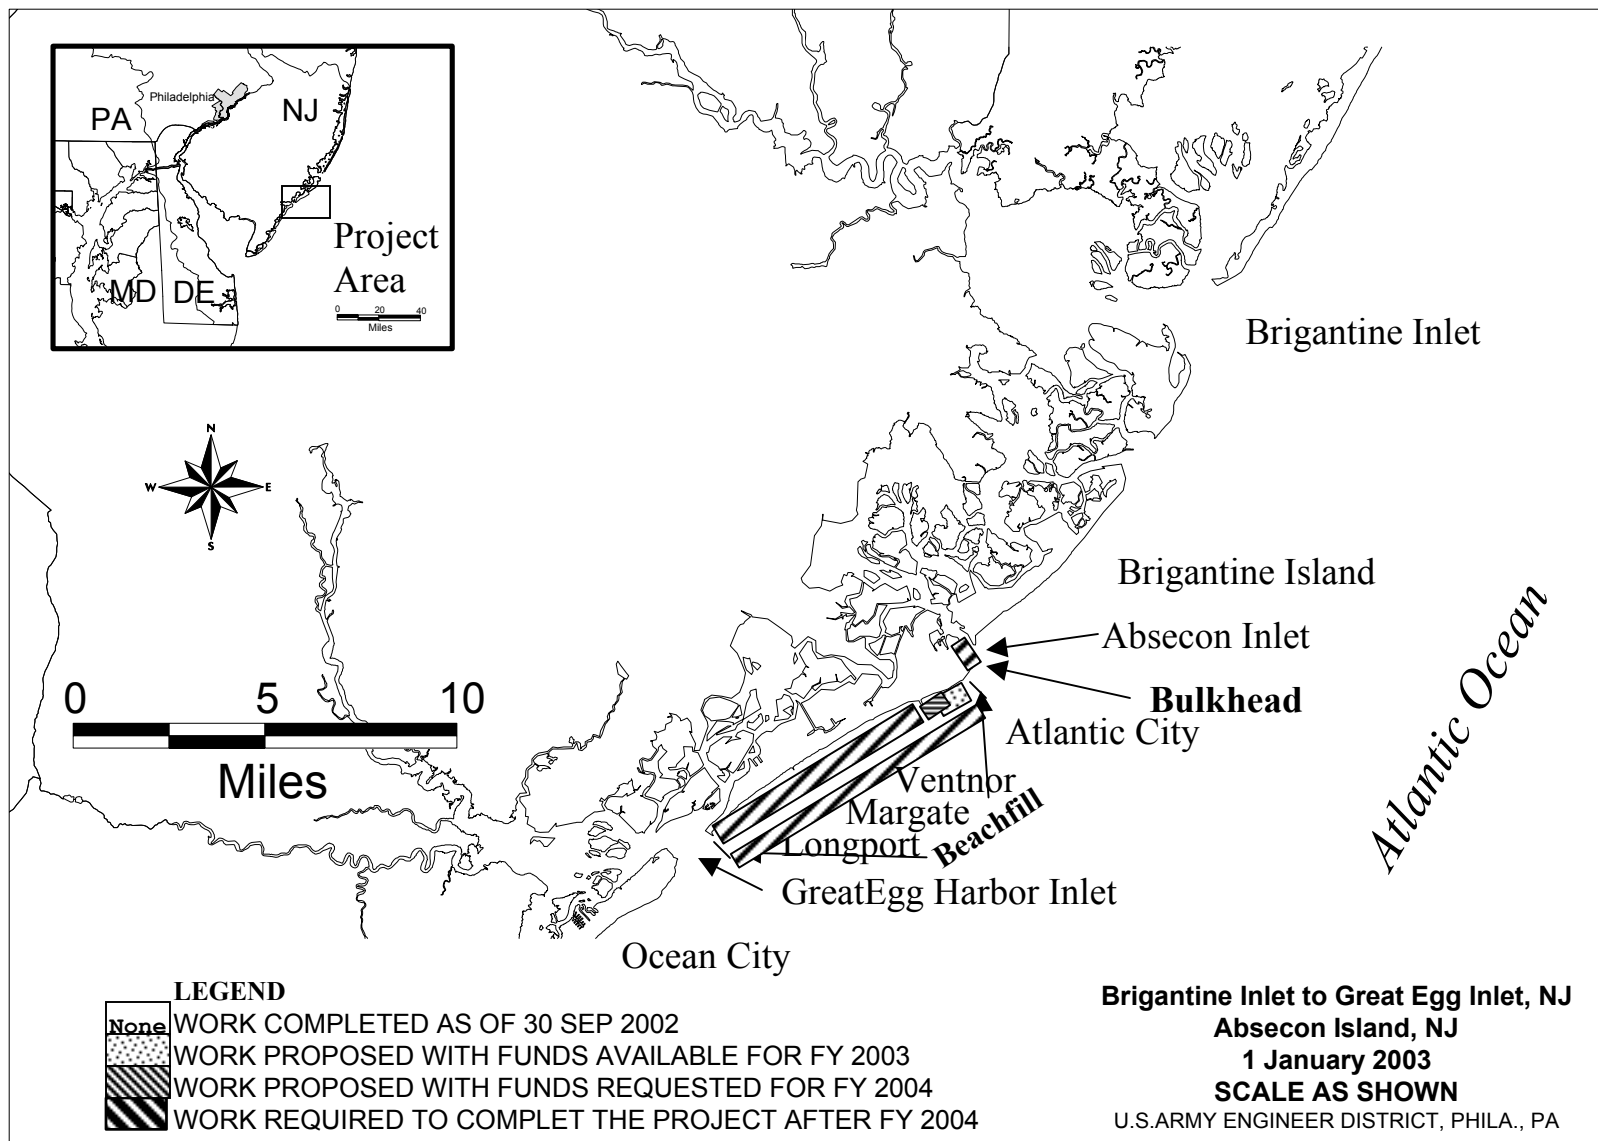 PA
Philadelphia
NJ
Project
Area
MD
DE
0 20 40
Miles
N
W
E
S
Brigantine Inlet
Brigantine Island
Absecon Inlet
Bulkhead
Atlantic City
Ventnor
Margate
Longport
Beachfill
GreatEgg Harbor Inlet
Ocean City
Atlantic Ocean
0 5 10
Miles
LEGEND
None WORK COMPLETED AS OF 30 SEP 2002
WORK PROPOSED WITH FUNDS AVAILABLE FOR FY 2003
WORK PROPOSED WITH FUNDS REQUESTED FOR FY 2004
WORK REQUIRED TO COMPLET THE PROJECT AFTER FY 2004
Brigantine Inlet to Great Egg Inlet, NJ
Absecon Island, NJ
1 January 2003
SCALE AS SHOWN
U.S.ARMY ENGINEER DISTRICT, PHILA., PA